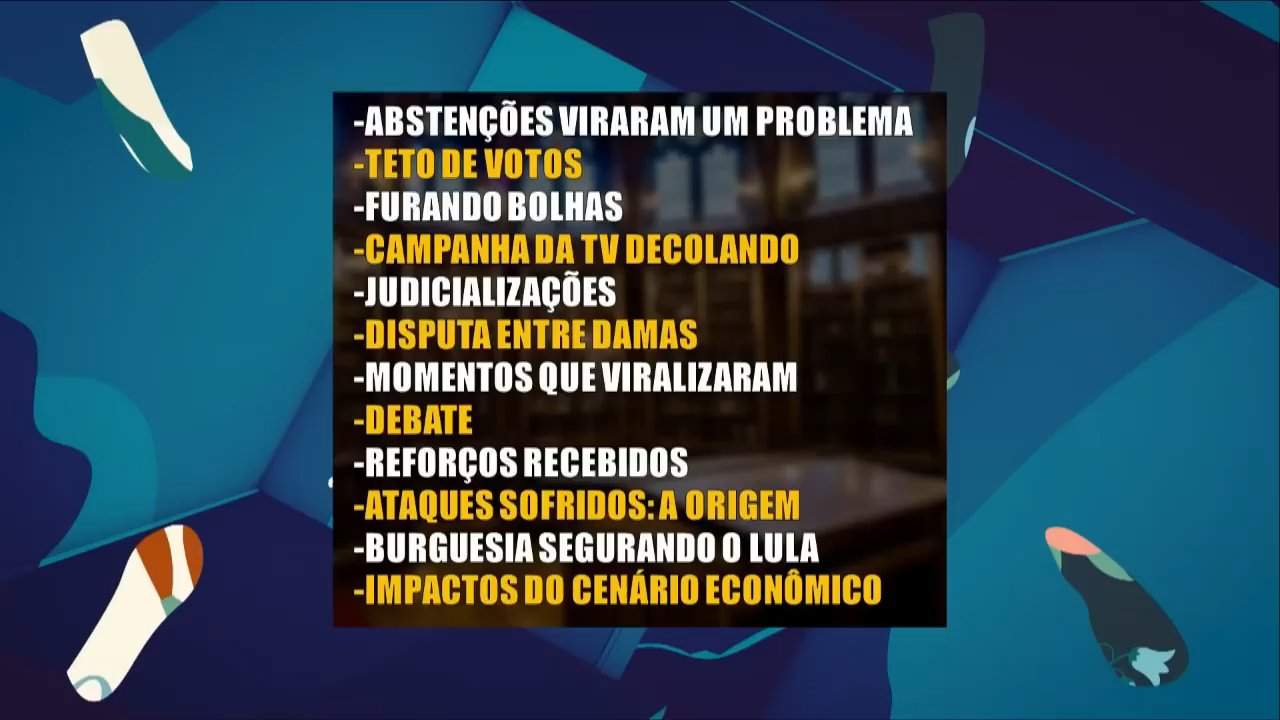 -ABSTENÇÕES VIRARAM UM PROBLEMA
-TETO DE VOTOS
-FURANDO BOLHAS
-CAMPANHA DA TV DECOLANDO
-JUDICIALIZAÇÕES
-DISPUTA ENTRE DAMAS
-MOMENTOS QUE VIRALIZARAM
-DEBATE
-REFORÇOS RECEBIDOS
-ATAQUES SOFRIDOS: A ORIGEM
-BURGUESIA SEGURANDO O LULA
-IMPACTOS DO CENÁRIO ECONÔMICO